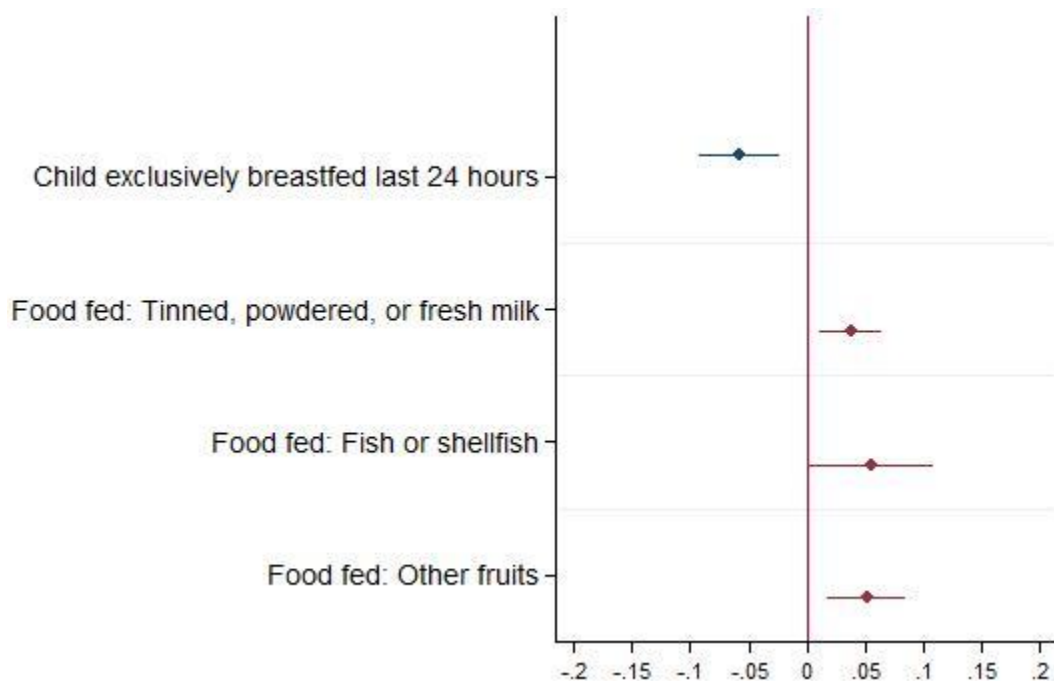 Child exclusively breastfed last 24 hours
Food fed: Tinned, powdered, or fresh milk
Food fed: Fish or shellfish
Food fed: Other fruits
-.2 -.15 -.1 -.05 0 .05 .1 .15 .2